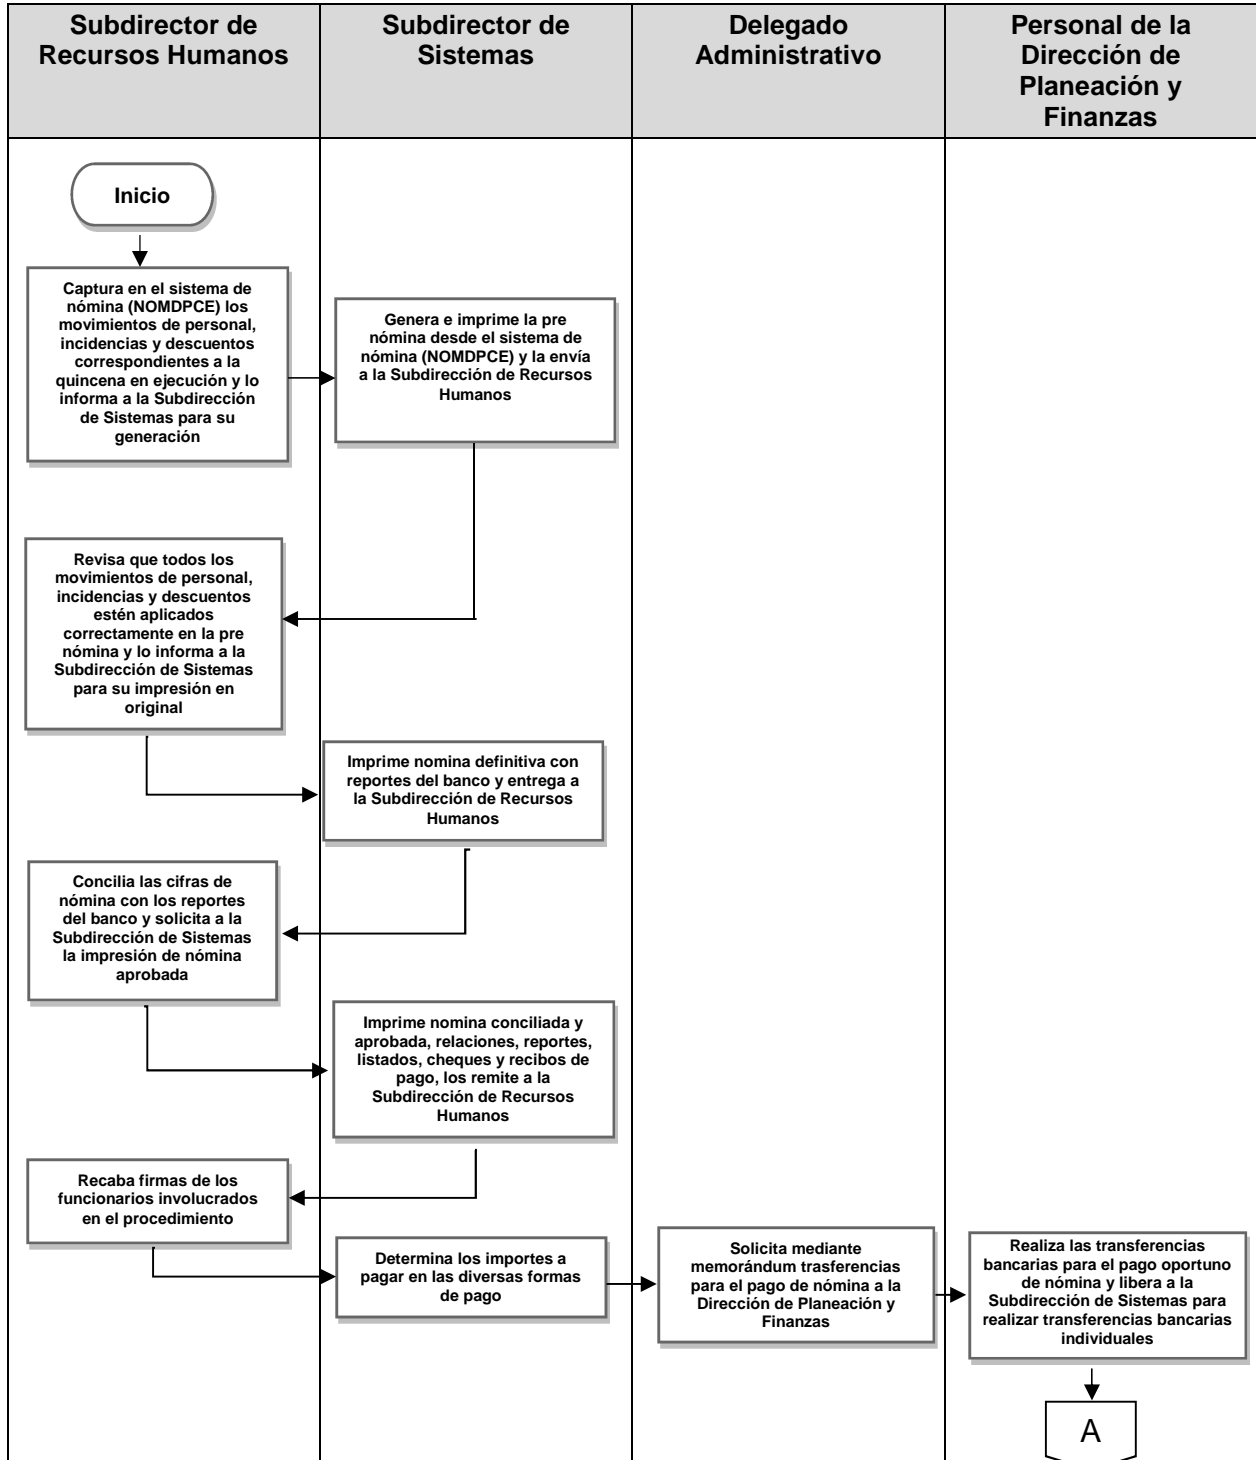 Subdirector de
Recursos Humanos
Subdirector de
Sistemas
Delegado
Administrativo
Personal de la
Dirección de
Planeación y
Finanzas
Inicio
Captura en el sistema de
nómina (NOMDPCE) los
movimientos de personal,
incidencias y descuentos
correspondientes a la
quincena en ejecución y lo
informa a la Subdirección
de Sistemas para su
generación
Genera e imprime la pre
nómina desde el sistema de
nómina (NOMDPCE) y la envía
a la Subdirección de Recursos
Humanos
Revisa que todos los
movimientos de personal,
incidencias y descuentos
estén aplicados
correctamente en la pre
nómina y lo informa a la
Subdirección de Sistemas
para su impresión en
original
Imprime nomina definitiva con
reportes del banco y entrega a
la Subdirección de Recursos
Humanos
Concilia las cifras de
nómina con los reportes
del banco y solicita a la
Subdirección de Sistemas
la impresión de nómina
aprobada
Imprime nomina conciliada y
aprobada, relaciones, reportes,
listados, cheques y recibos de
pago, los remite a la
Subdirección de Recursos
Humanos
Recaba firmas de los
funcionarios involucrados
en el procedimiento
Determina los importes a
pagar en las diversas formas
de pago
Solicita mediante
memorándum trasferencias
para el pago de nómina a la
Dirección de Planeación y
Finanzas
Realiza las transferencias
bancarias para el pago oportuno
de nómina y libera a la
Subdirección de Sistemas para
realizar transferencias bancarias
individuales
A